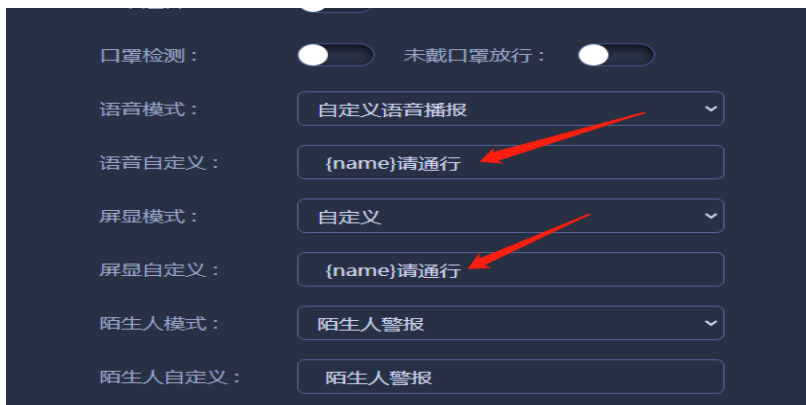 口罩检测： 未戴口罩放行：
语音模式： 自定义语音播报
语音自定义： {name}请通行
屏显模式： 自定义
屏显自定义： {name}请通行
陌生人模式： 陌生人警报
陌生人自定义： 陌生人警报